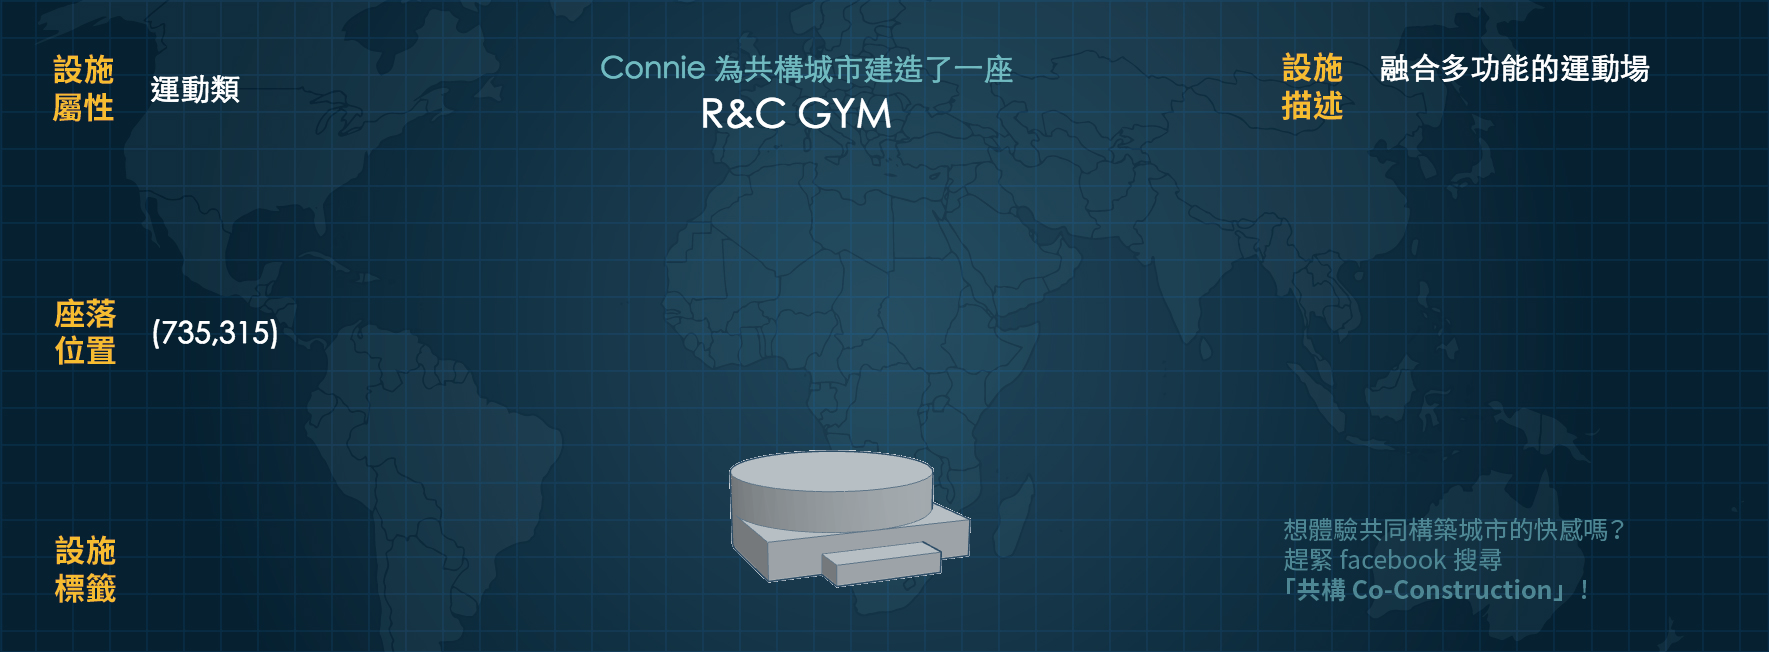 設施
屬性
運動類
Connie 為共構城市建造了一座
R&C GYM
設施
描述
融合多功能的運動場
座落
位置
(735,315)
設施
標籤
想體驗共同構築城市的快感嗎？
趕緊 facebook 搜尋
「共構 Co-Construction」！